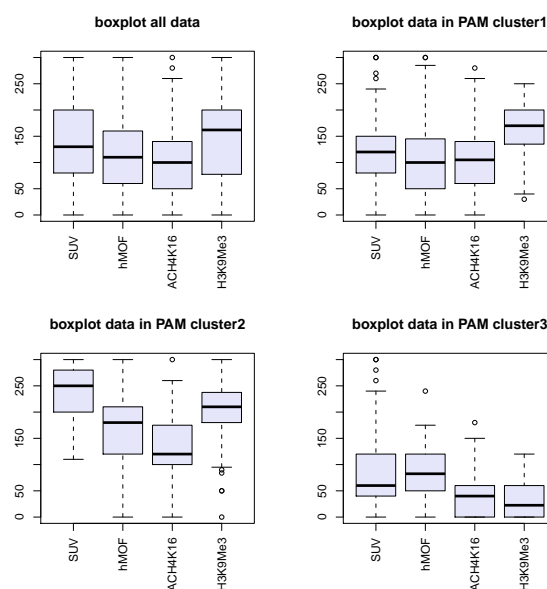 boxplot all data
250
150
50
0
SUV
hMOF
ACH4K16
H3K9Me3
boxplot data in PAM cluster1
250
150
50
0
SUV
hMOF
ACH4K16
H3K9Me3
boxplot data in PAM cluster2
250
150
50
0
SUV
hMOF
ACH4K16
H3K9Me3
boxplot data in PAM cluster3
250
150
50
0
SUV
hMOF
ACH4K16
H3K9Me3